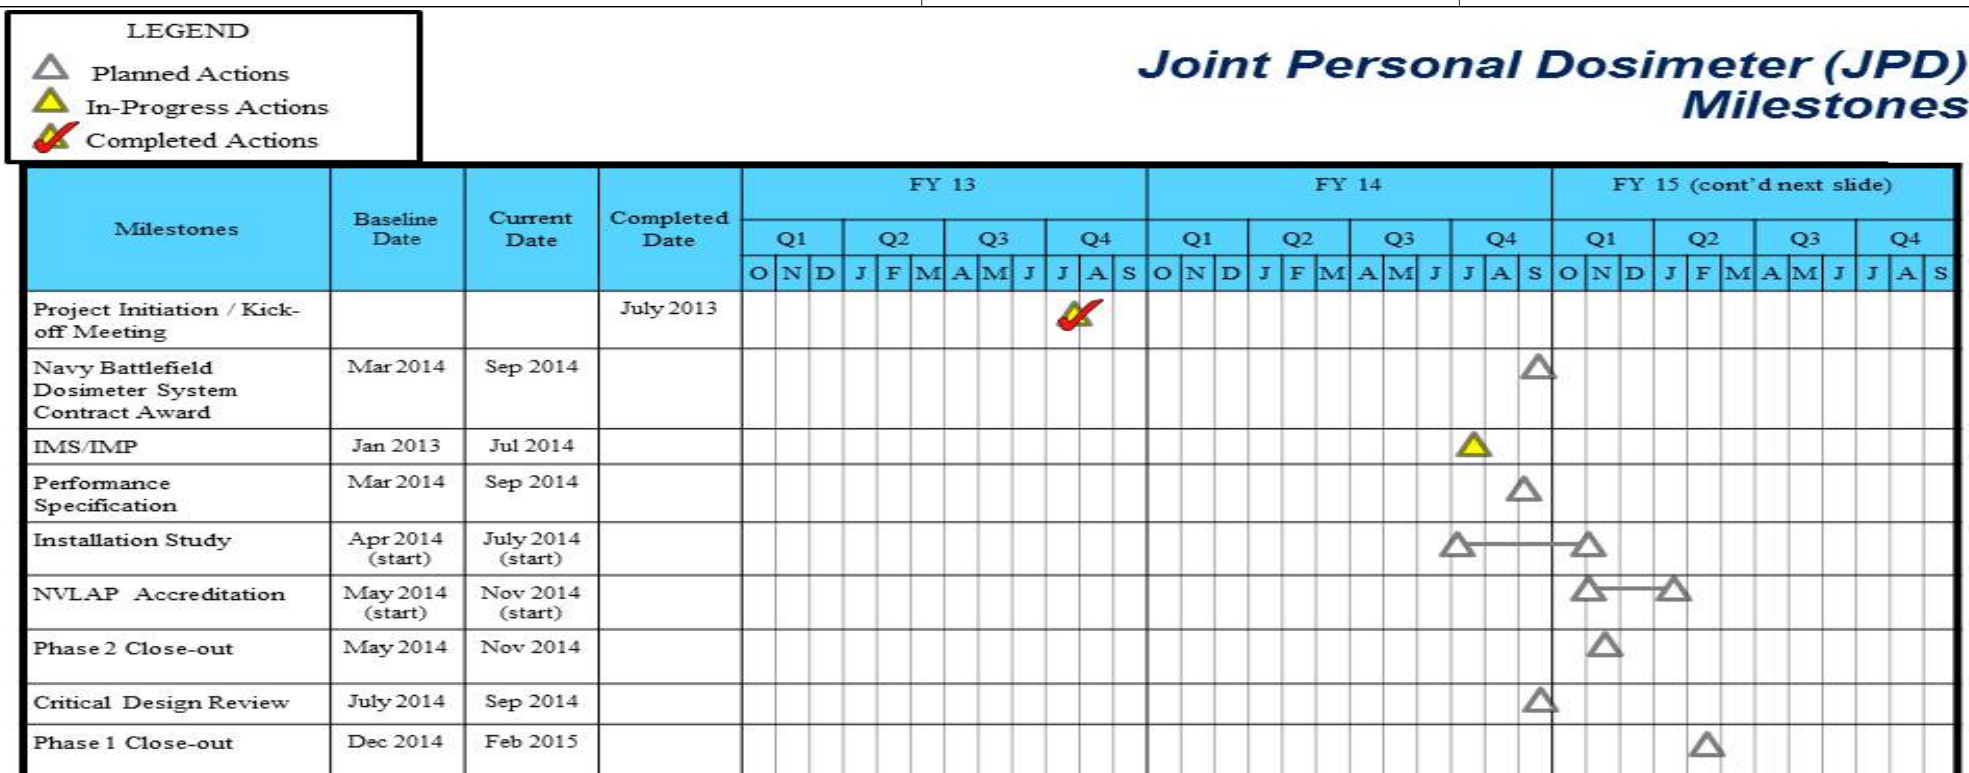 LEGEND
Planned Actions
In-Progress Actions
Completed Actions
Joint Personal Dosimeter (JPD)
Milestones
Milestones
Baseline
Date
Current
Date
Completed
Date
FY 13
FY 14
FY 15 (cont'd next slide)
Q1 Q2 Q3 Q4 Q1 Q2 Q3 Q4 Q1 Q2 Q3 Q4
O N D J F M A M J J A S O N D J F M A M J J A S O N D J F M A M J J A S
Project Initiation / Kick-
off Meeting
July 2013
Navy Battlefield
Dosimeter System
Contract Award
Mar 2014
Sep 2014
IMS/IMP
Jan 2013
Jul 2014
Performance
Specification
Mar 2014
Sep 2014
Installation Study
Apr 2014
(start)
July 2014
(start)
NVLAP Accreditation
May 2014
(start)
Nov 2014
(start)
Phase 2 Close-out
May 2014
Nov 2014
Critical Design Review
July 2014
Sep 2014
Phase 1 Close-out
Dec 2014
Feb 2015